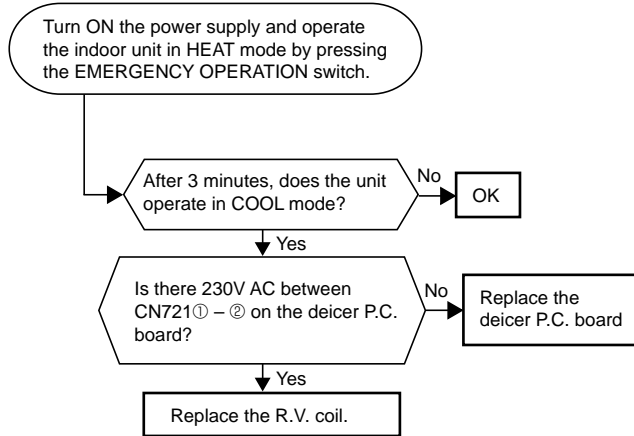 Turn ON the power supply and operate
the indoor unit in HEAT mode by pressing
the EMERGENCY OPERATION switch.
After 3 minutes, does the unit
operate in COOL mode?
No
OK
Yes
Is there 230V AC between
CN721① – ② on the deicer P.C.
board?
No
Replace the
deicer P.C. board
Yes
Replace the R.V. coil.